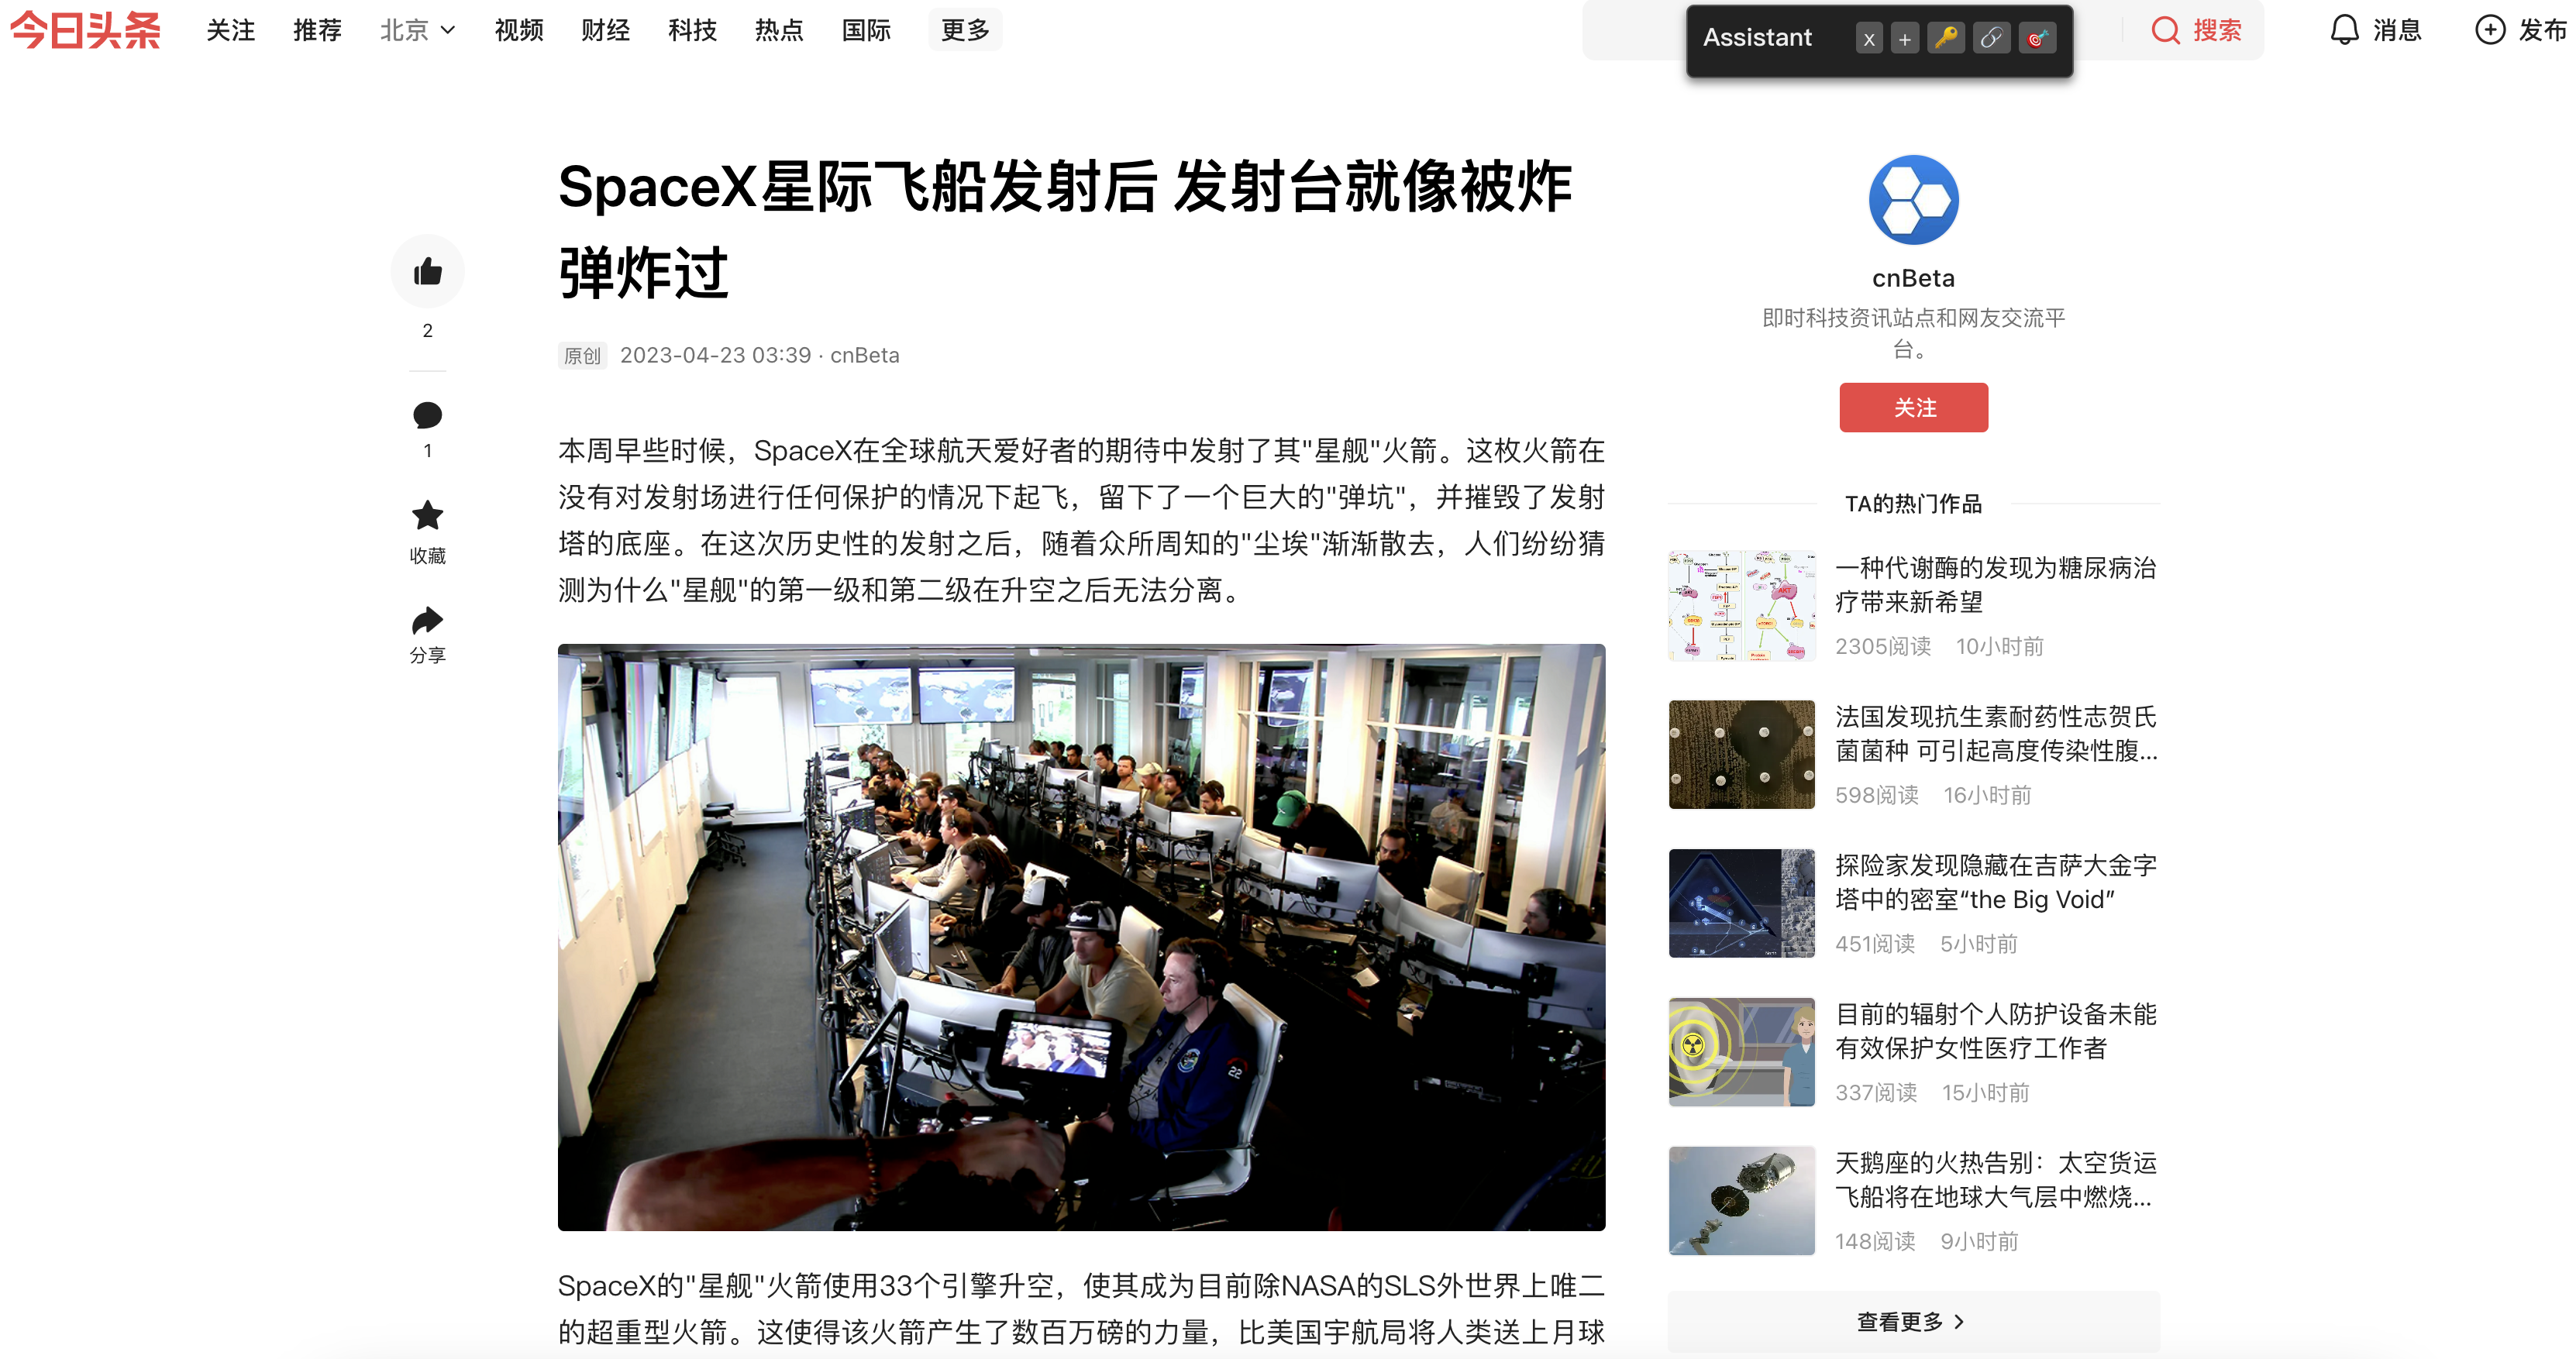 今日头条 关注 推荐 北京 视频 财经 科技 热点 国际 更多 Assistant x + 搜索 消息 发布
SpaceX星际飞船发射后 发射台就像被炸
弹炸过
原创 2023-04-23 03:39 · cnBeta
2
1
收藏
分享
本周早些时候，SpaceX在全球航天爱好者的期待中发射了其"星舰"火箭。这枚火箭在
没有对发射场进行任何保护的情况下起飞，留下了一个巨大的"弹坑"，并摧毁了发射
塔的底座。在这次历史性的发射之后，随着众所周知的"尘埃"渐渐散去，人们纷纷猜
测为什么"星舰"的第一级和第二级在升空之后无法分离。
22
SpaceX的"星舰"火箭使用33个引擎升空，使其成为目前除NASA的SLS外世界上唯二
的超重型火箭。这使得该火箭产生了数百万磅的力量，比美国宇航局将人类送上月球
cnBeta
即时科技资讯站点和网友交流平
台。
关注
TA的热门作品
一种代谢酶的发现为糖尿病治
疗带来新希望
2305阅读 10小时前
法国发现抗生素耐药性志贺氏
菌菌种 可引起高度传染性腹...
598阅读 16小时前
探险家发现隐藏在吉萨大金字
塔中的密室“the Big Void”
451阅读 5小时前
目前的辐射个人防护设备未能
有效保护女性医疗工作者
337阅读 15小时前
天鹅座的火热告别：太空货运
飞船将在地球大气层中燃烧...
148阅读 9小时前
查看更多